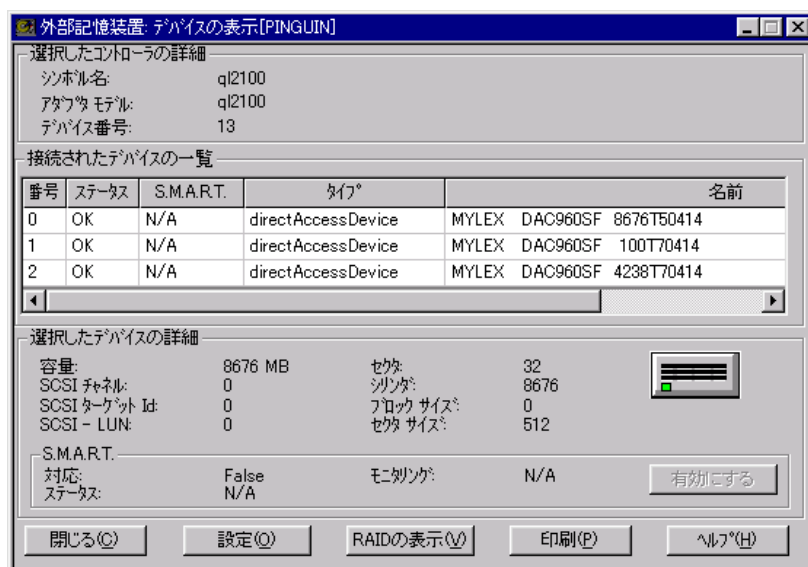 外部記憶装置: ﾃﾞﾊﾞｲｽの表示[PINGUIN]
選択したｺﾝﾄﾛｰﾗの詳細
ｼﾝﾎﾞﾙ名: ql2100
ｱﾀﾞﾌﾟﾀ ﾓﾃﾞﾙ: ql2100
ﾃﾞﾊﾞｲｽ番号: 13
接続されたﾃﾞﾊﾞｲｽの一覧
番号 ｽﾃｰﾀｽ S.M.A.R.T. ﾀｲﾌﾟ 名前
0 OK N/A directAccessDevice MYLEX DAC960SF 8676T50414
1 OK N/A directAccessDevice MYLEX DAC960SF 100T70414
2 OK N/A directAccessDevice MYLEX DAC960SF 4238T70414
選択したﾃﾞﾊﾞｲｽの詳細
容量: 8676 MB ｾｸﾀ: 32
SCSI ﾁｬﾈﾙ: 0 ｼﾘﾝﾀﾞ: 8676
SCSI ﾀｰｹﾞｯﾄ Id: 0 ﾌﾞﾛｯｸ ｻｲｽﾞ: 0
SCSI - LUN: 0 ｾｸﾀ ｻｲｽﾞ: 512
S.M.A.R.T.
対応: False ﾓﾆﾀﾘﾝｸﾞ: N/A 有効にする
ｽﾃｰﾀｽ: N/A
閉じる(C) 設定(O) RAIDの表示(V) 印刷(P) ﾍﾙﾌﾟ(H)